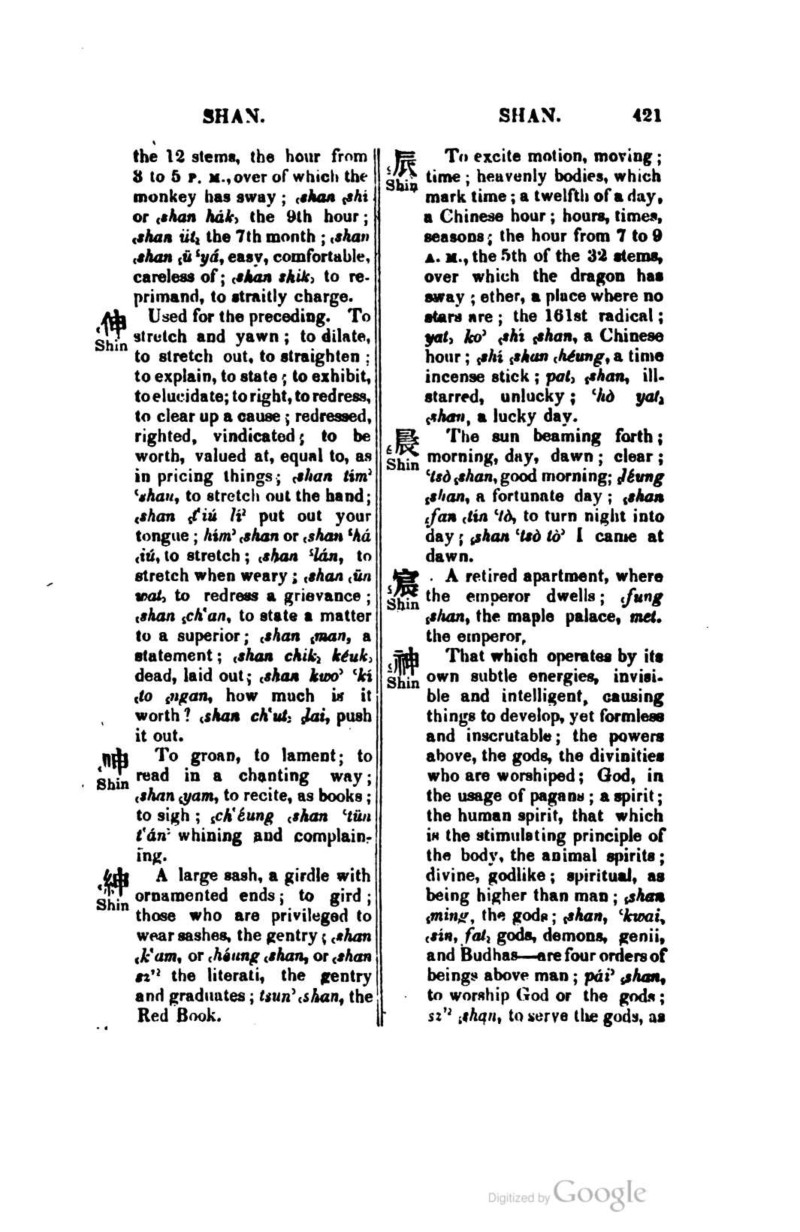 SHAN.
the 12 stems, the hour from
3 to 5 P. M., over of which the
monkey has sway ; ͵shan ͵shí
or ͵shan hák, the 9th hour ;
͵shan üt, the 7th month ; ͵shan
͵shan ͵ü ‘yá, easy, comfortable,
careless of ; ͵shan shik, to re-
primand, to straitly charge.
伸 Used for the preceding. To
Shin stretch and yawn ; to dilate,
to stretch out, to straighten ;
to explain, to state ; to exhibit,
to elucidate; to right, to redress,
to clear up a cause ; redressed,
righted, vindicated ; to be
worth, valued at, equal to, as
in pricing things ; ͵shan tím’
‘shau, to stretch out the hand;
͵shan ͵t‘iú lí’ put out your
tongue ; him’ ͵shan or ͵shan ‘há
͵iú, to stretch ; ͵shan ‘lán, to
stretch when weary ; ͵shan ͵ün
wat, to redress a grievance ;
͵shan ͵ch‘an, to state a matter
to a superior ; ͵shan ͵man, a
statement ; ͵shan chik, kéuk,
dead, laid out ; ͵shan kwo’ ‘kí
͵to ͵ngan, how much is it
worth ? ͵shan ch‘ut, ͵lai, push
it out.
呻 To groan, to lament ; to
Shin read in a chanting way ;
͵shan ͵yam, to recite, as books ;
to sigh ; ͵ch‘éung ͵shan ‘tün
t‘án’ whining and complain-
ing.
紳 A large sash, a girdle with
Shin ornamented ends ; to gird ;
those who are privileged to
wear sashes, the gentry ; ͵shan
͵k‘am, or ͵héung ͵shan, or ͵shan
sz’² the literati, the gentry
and graduates ; tsun’ ͵shan, the
Red Book.
SHAN. 421
辰 To excite motion, moving ;
Shin time ; heavenly bodies, which
mark time ; a twelfth of a day,
a Chinese hour ; hours, times,
seasons ; the hour from 7 to 9
A. M., the 5th of the 32 stems,
over which the dragon has
sway ; ether, a place where no
stars are ; the 161st radical ;
yat, ko’ ͵shí ͵shan, a Chinese
hour ; ͵shí ͵shan ͵héung, a time
incense stick ; pat, ͵shan, ill-
starred, unlucky ; ‘hò yat,
͵shan, a lucky day.
晨 The sun beaming forth ;
Shin morning, day, dawn ; clear ;
‘tsò ͵shan, good morning; ͵léung
͵shan, a fortunate day ; ͵shan
͵fan ͵tín ‘tò, to turn night into
day ; ͵shan ‘tsò tò’ I came at
dawn.
宸 A retired apartment, where
Shin the emperor dwells ; ͵fung
͵shan, the maple palace, met.
the emperor,
神 That which operates by its
Shin own subtle energies, invisi-
ble and intelligent, causing
things to develop, yet formless
and inscrutable ; the powers
above, the gods, the divinities
who are worshiped ; God, in
the usage of pagans ; a spirit ;
the human spirit, that which
is the stimulating principle of
the body, the animal spirits ;
divine, godlike ; spiritual, as
being higher than man ; ͵shan
͵ming, the gods ; ͵shan, ‘kwai,
͵sín, fat, gods, demons, genii,
and Budhas—are four orders of
beings above man ; pái’ ͵shan,
to worship God or the gods ;
sz’² ͵shan, to serve the gods, as
Digitized by Google